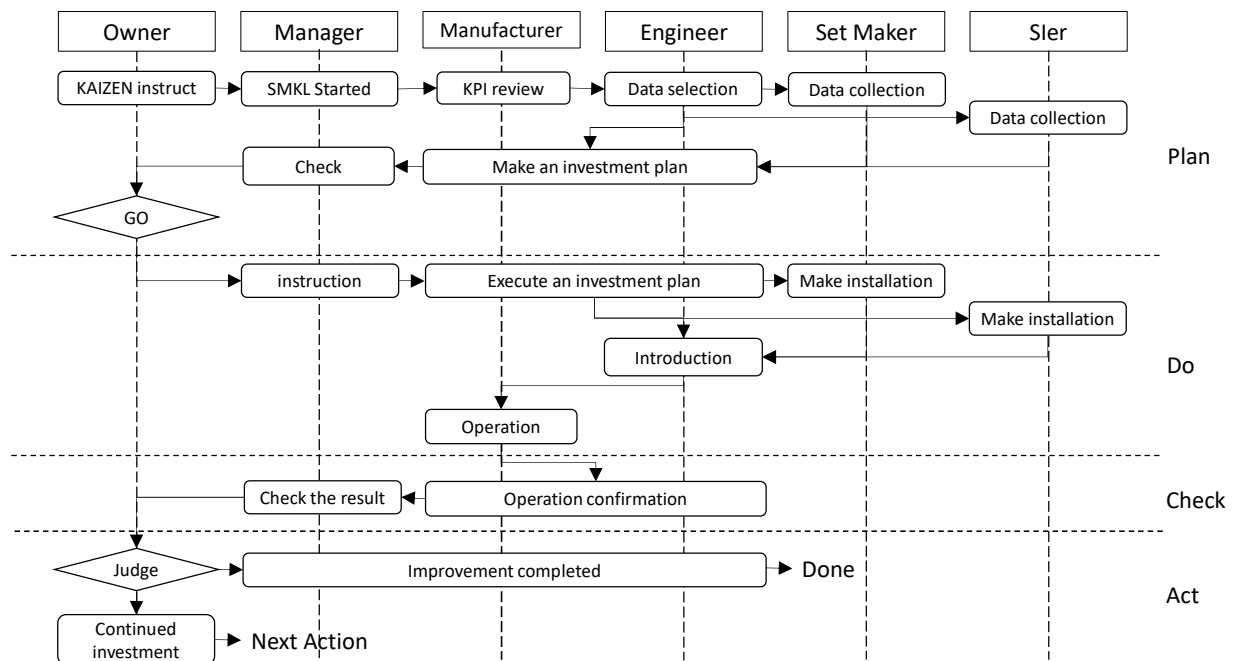 Owner
Manager
Manufacturer
Engineer
Set Maker
SIer
KAIZEN instruct
SMKL Started
KPI review
Data selection
Data collection
Data collection
Check
Make an investment plan
Plan
GO
instruction
Execute an investment plan
Make installation
Make installation
Introduction
Do
Operation
Check the result
Operation confirmation
Check
Judge
Improvement completed
Done
Act
Continued
investment
Next Action